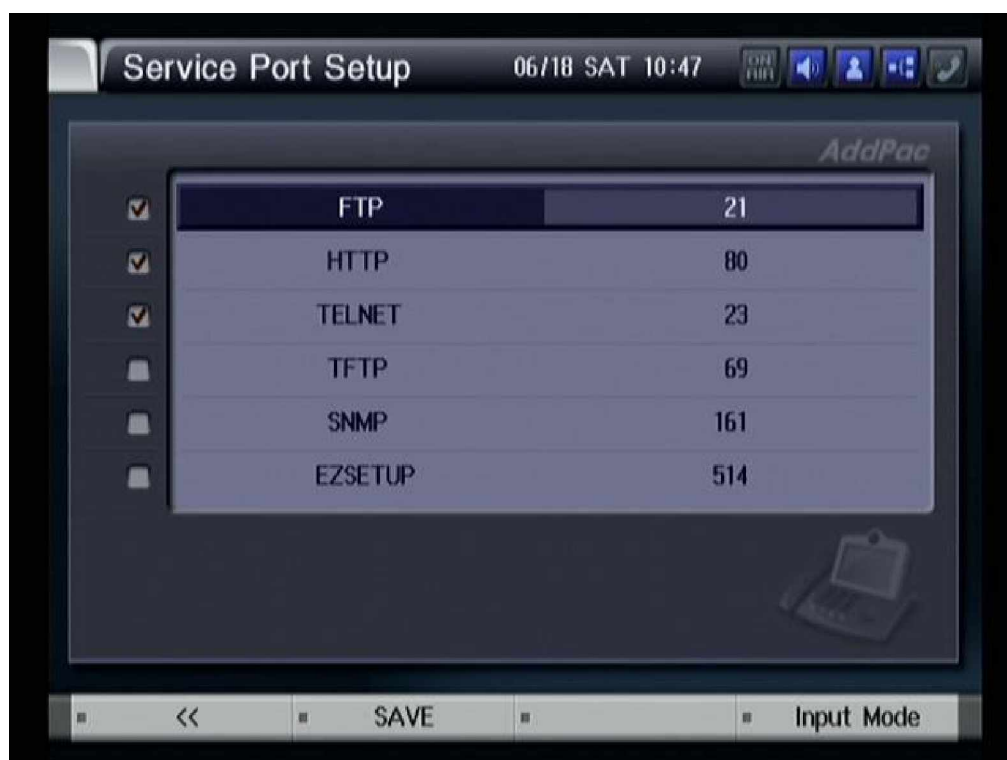 Service Port Setup 06/18 SAT 10:47 ON AIR
AddPac
FTP 21
HTTP 80
TELNET 23
TFTP 69
SNMP 161
EZSETUP 514
<< SAVE Input Mode